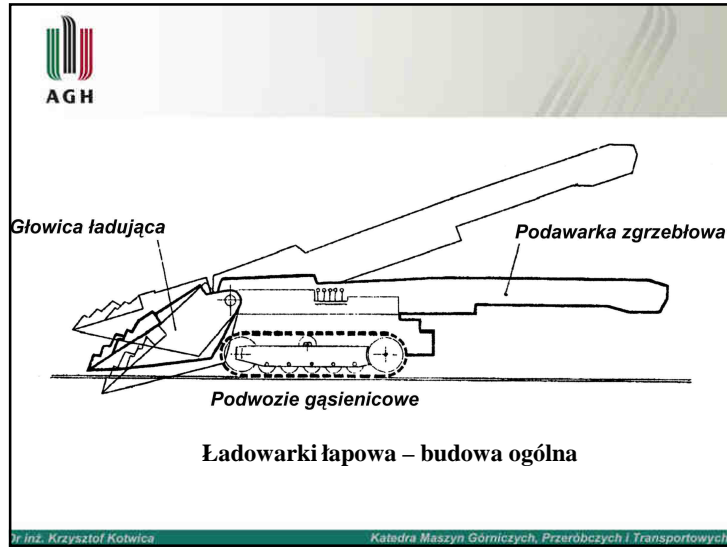 AGH
Głowica ładująca
Podawarka zgrzebłowa
Podwozie gąsienicowe
Ładowarki łapowa – budowa ogólna
Dr inż. Krzysztof Kotwica
Katedra Maszyn Górniczych, Przeróbczych i Transportowych